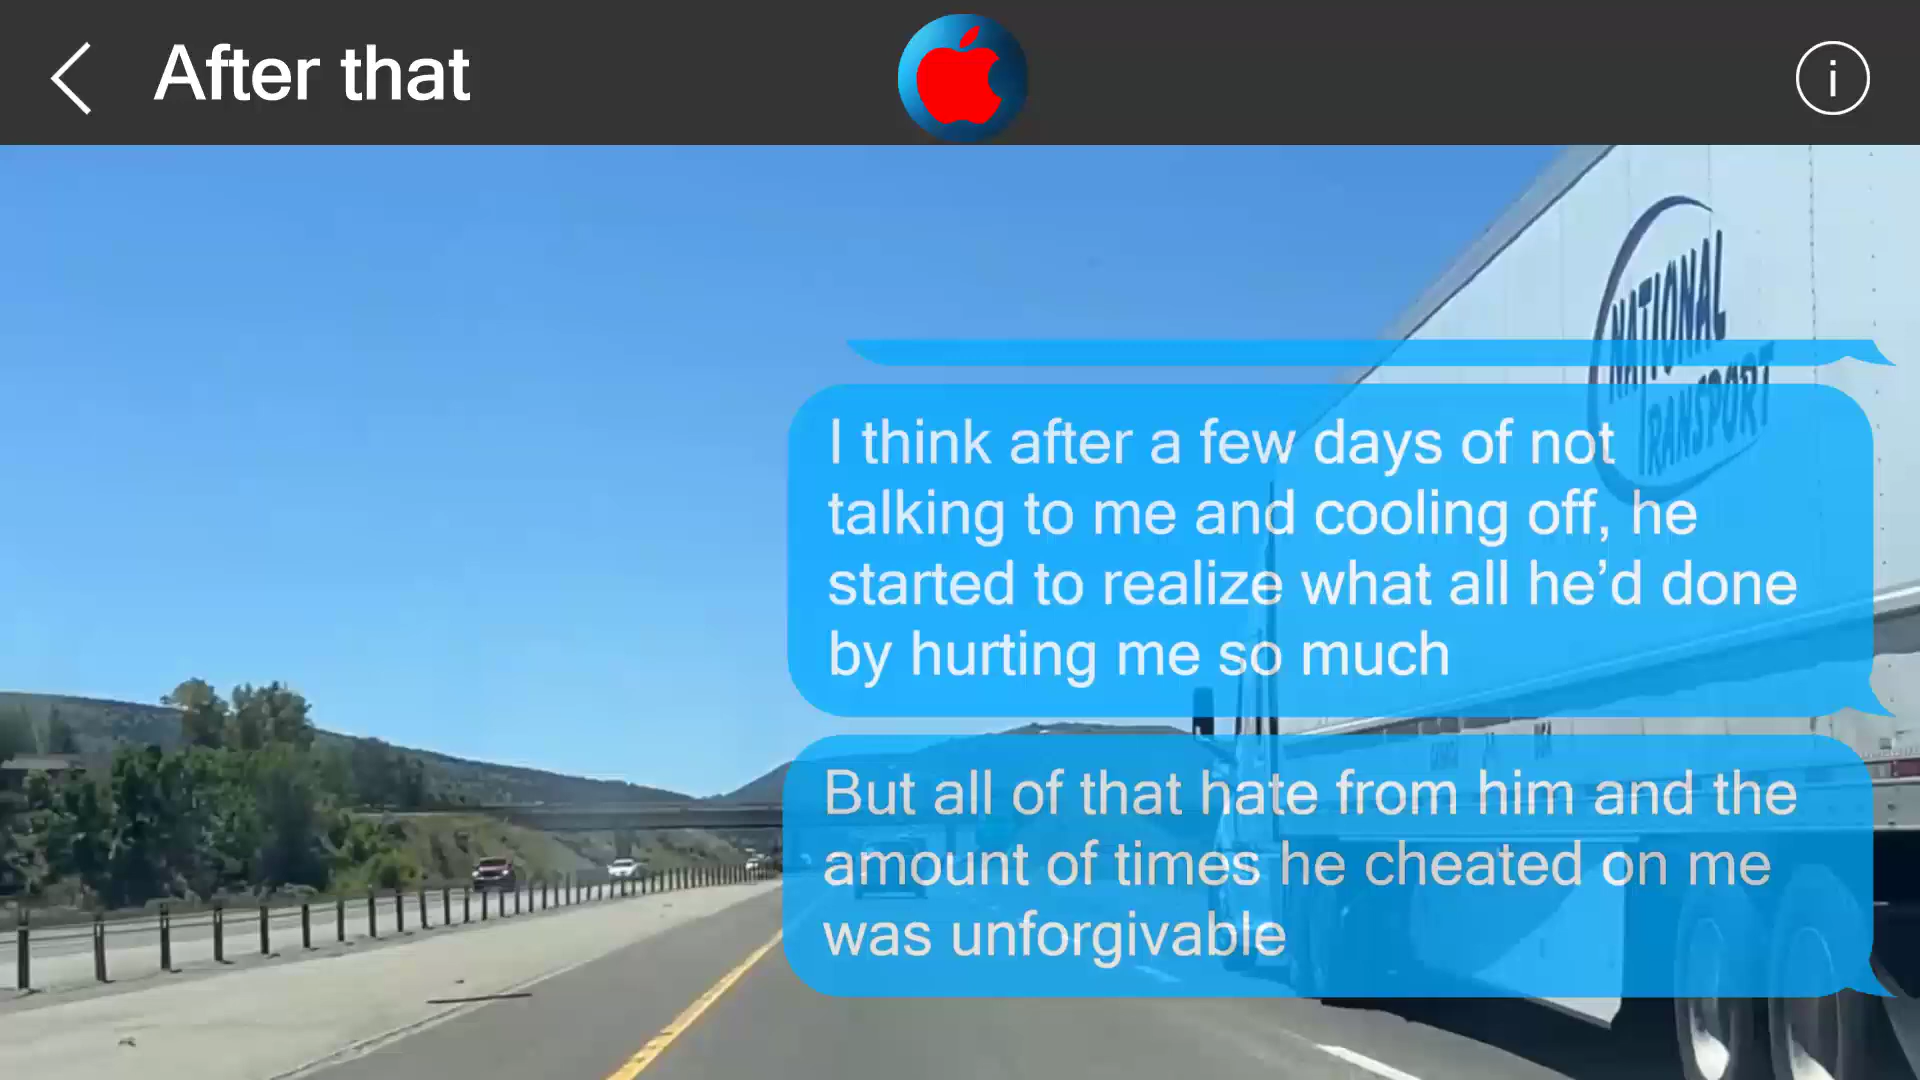 After that
i
NATIONAL
TRANSPORT
I think after a few days of not
talking to me and cooling off, he
started to realize what all he’d done
by hurting me so much
But all of that hate from him and the
amount of times he cheated on me
was unforgivable